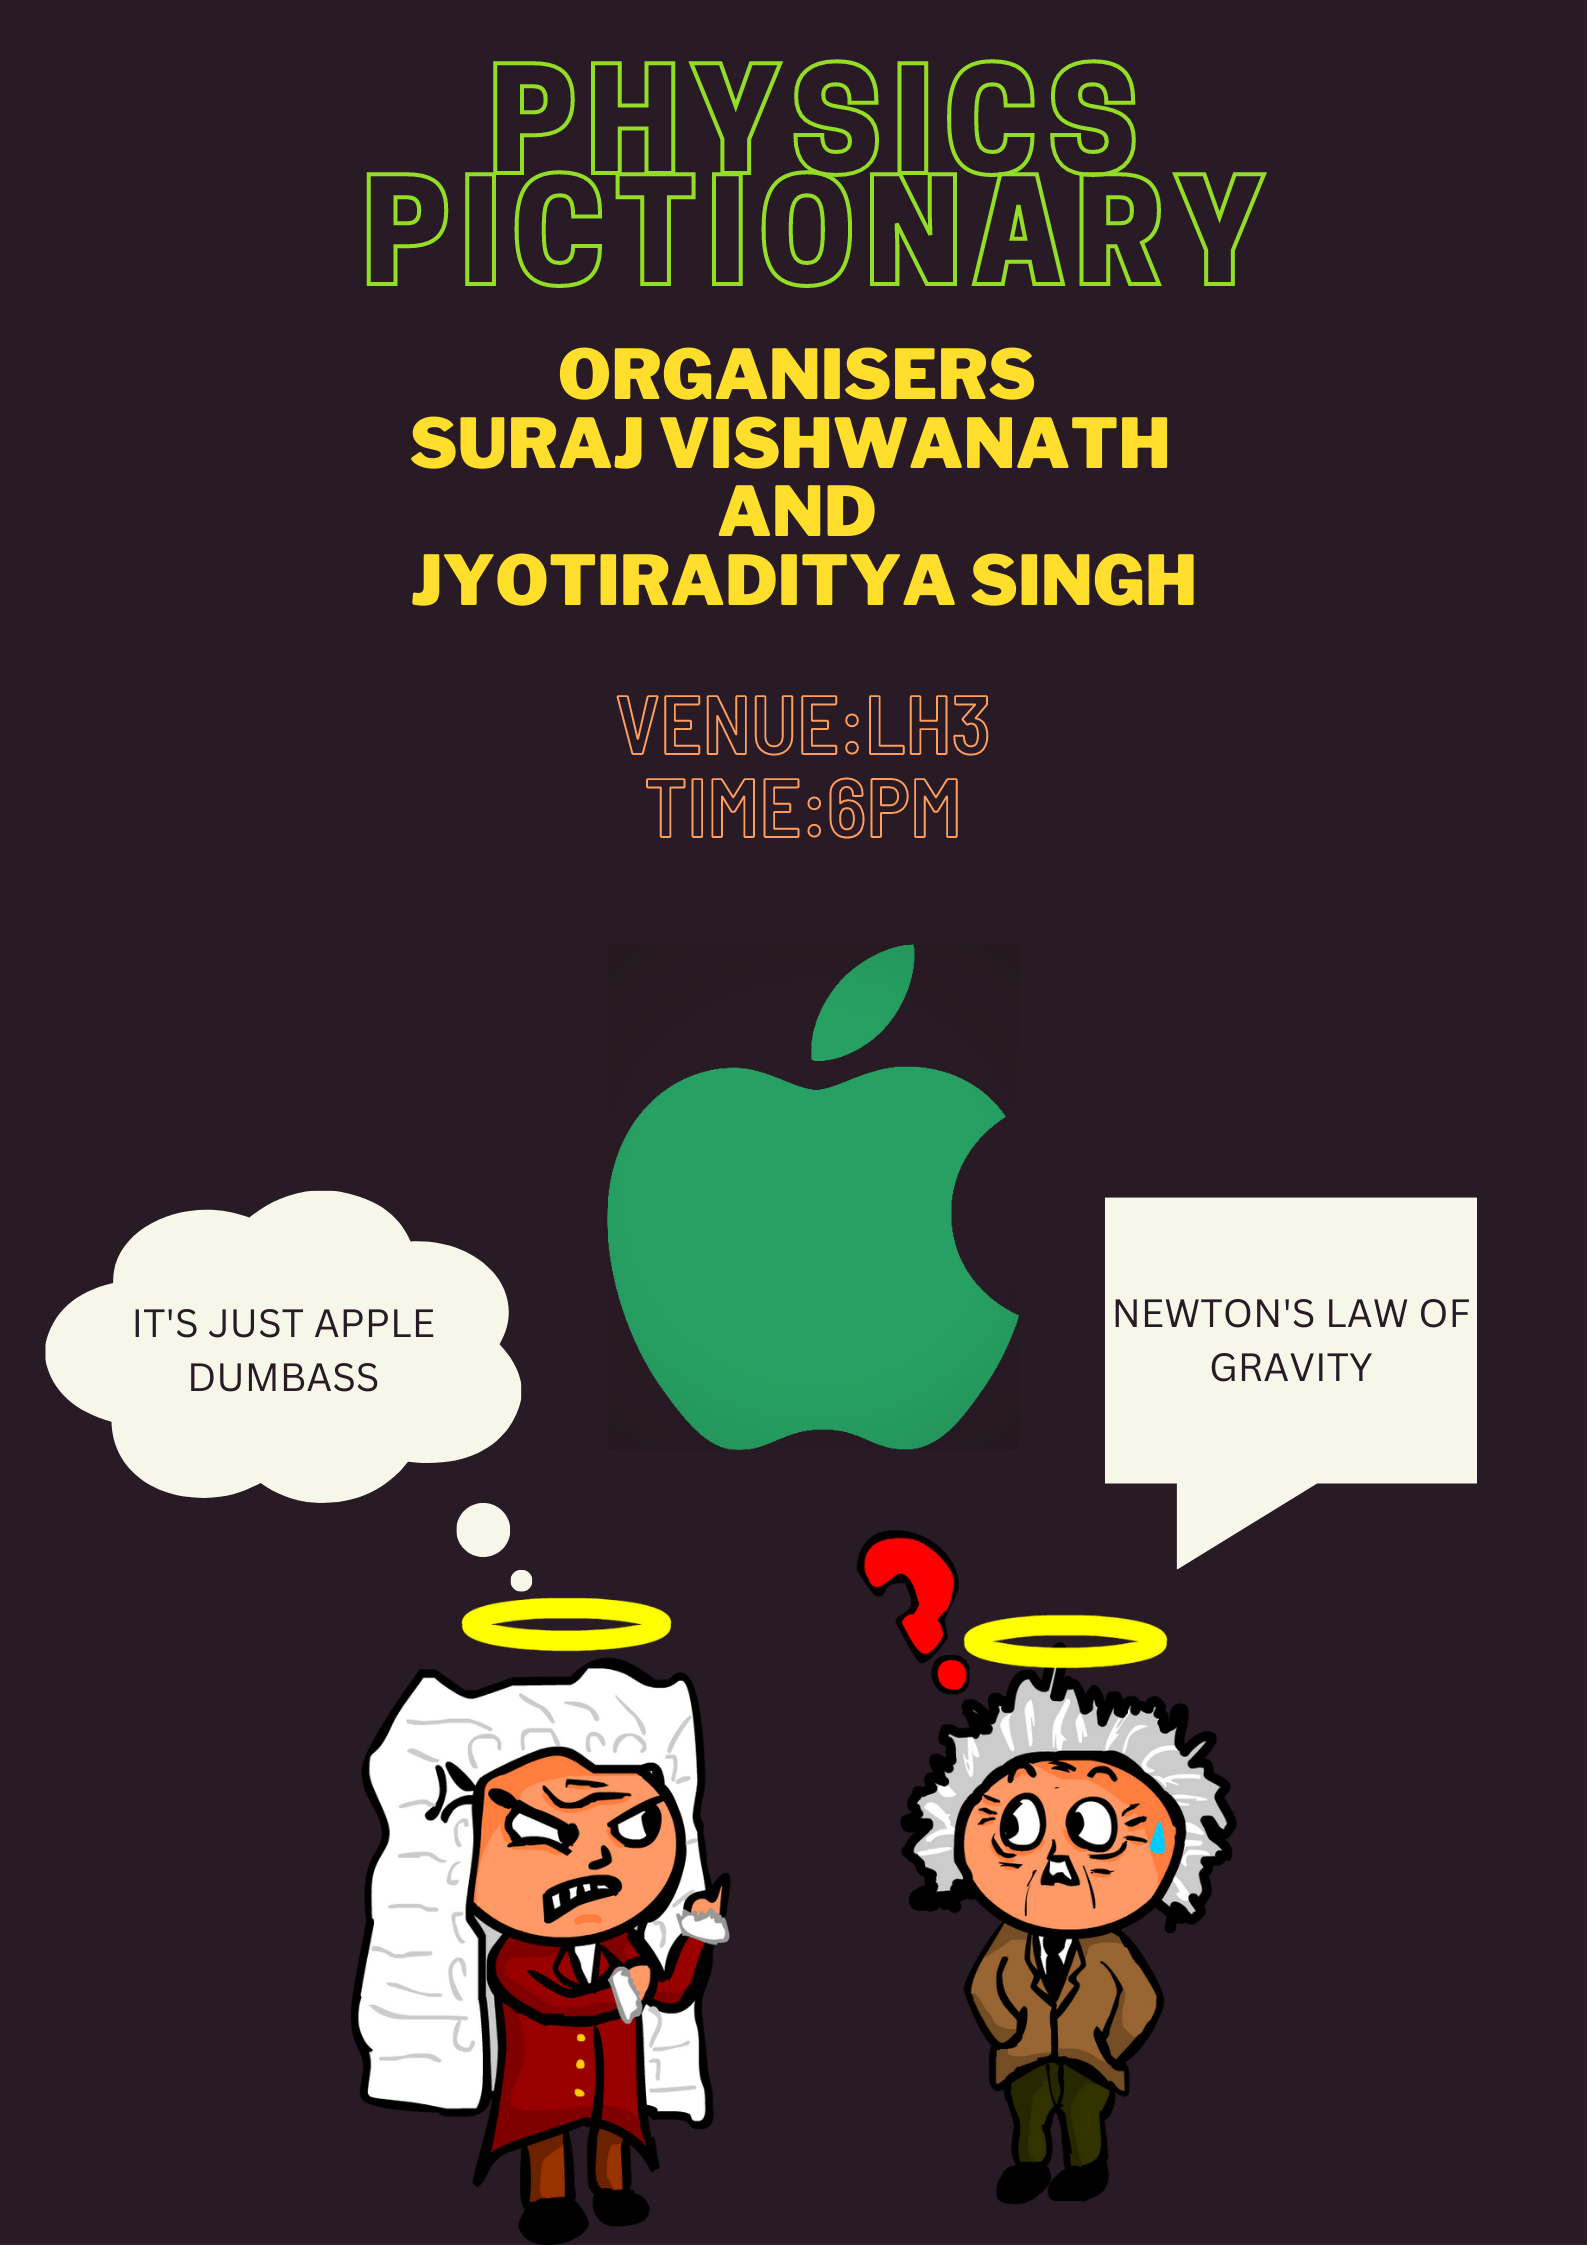 PHYSICS
PICTIONARY
ORGANISERS
SURAJ VISHWANATH
AND
JYOTIRADITYA SINGH
VENUE:LH3
TIME:6PM
IT'S JUST APPLE
DUMBASS
NEWTON'S LAW OF
GRAVITY
?